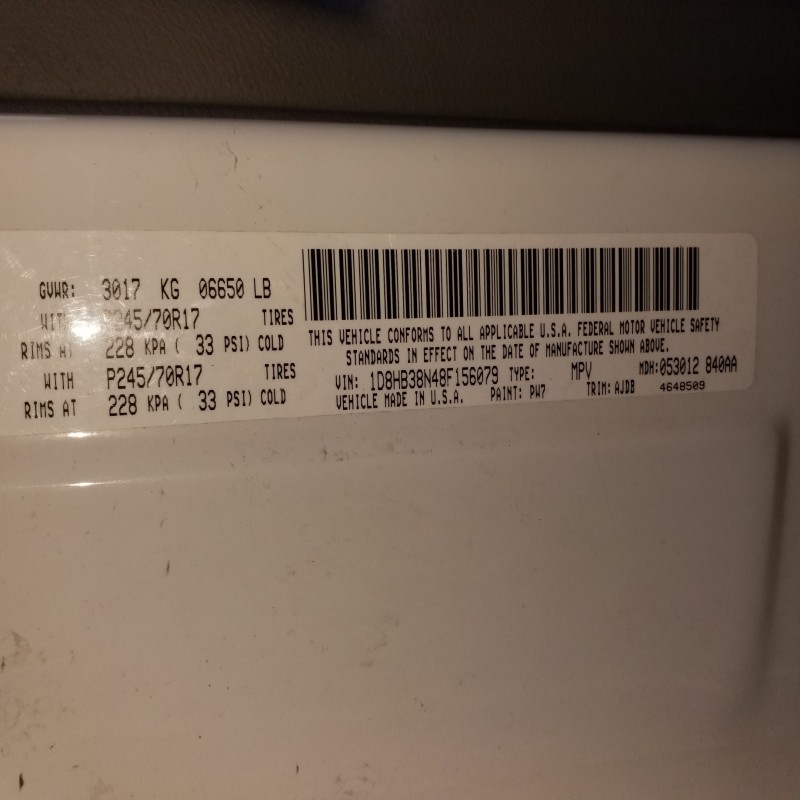 GVWR: 3017 KG 06650 LB
WITH P245/70R17 TIRES
RIMS AT 228 KPA ( 33 PSI) COLD
WITH P245/70R17 TIRES
RIMS AT 228 KPA ( 33 PSI) COLD
THIS VEHICLE CONFORMS TO ALL APPLICABLE U.S.A. FEDERAL MOTOR VEHICLE SAFETY
STANDARDS IN EFFECT ON THE DATE OF MANUFACTURE SHOWN ABOVE.
VIN: 1D8HB38N48F156079 TYPE: MPV MDH:053012 840AA
VEHICLE MADE IN U.S.A. PAINT: PW7 TRIM: AJDB 4648509